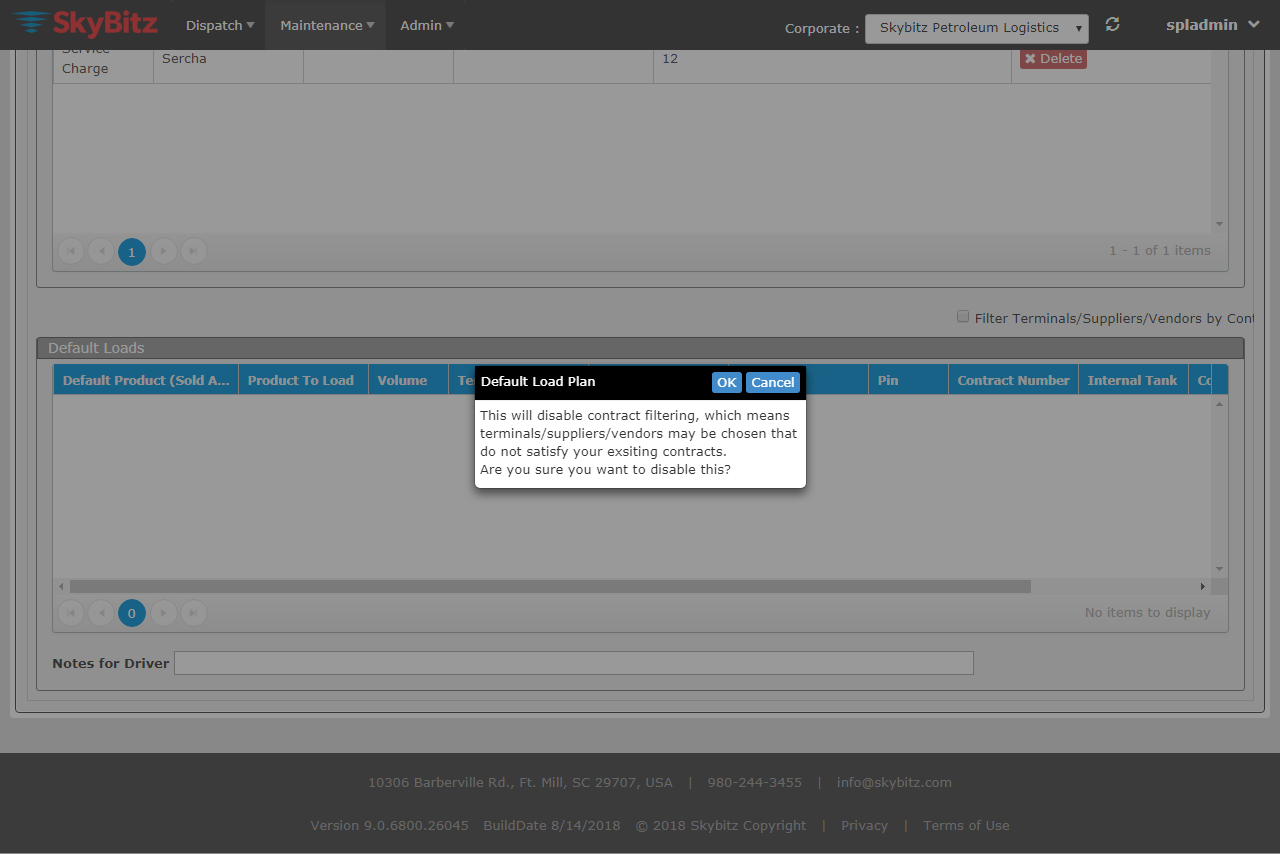 SkyBitz Dispatch Maintenance Admin Corporate : Skybitz Petroleum Logistics spladmin
Service
Charge Sercha 12 Delete
1 1 - 1 of 1 items
Filter Terminals/Suppliers/Vendors by Cont
Default Loads
Default Product (Sold A... Product To Load Volume Te Pin Contract Number Internal Tank Co
Default Load Plan OK Cancel
This will disable contract filtering, which means
terminals/suppliers/vendors may be chosen that
do not satisfy your exsiting contracts.
Are you sure you want to disable this?
0 No items to display
Notes for Driver
10306 Barberville Rd., Ft. Mill, SC 29707, USA | 980-244-3455 | info@skybitz.com
Version 9.0.6800.26045 BuildDate 8/14/2018 © 2018 Skybitz Copyright | Privacy | Terms of Use